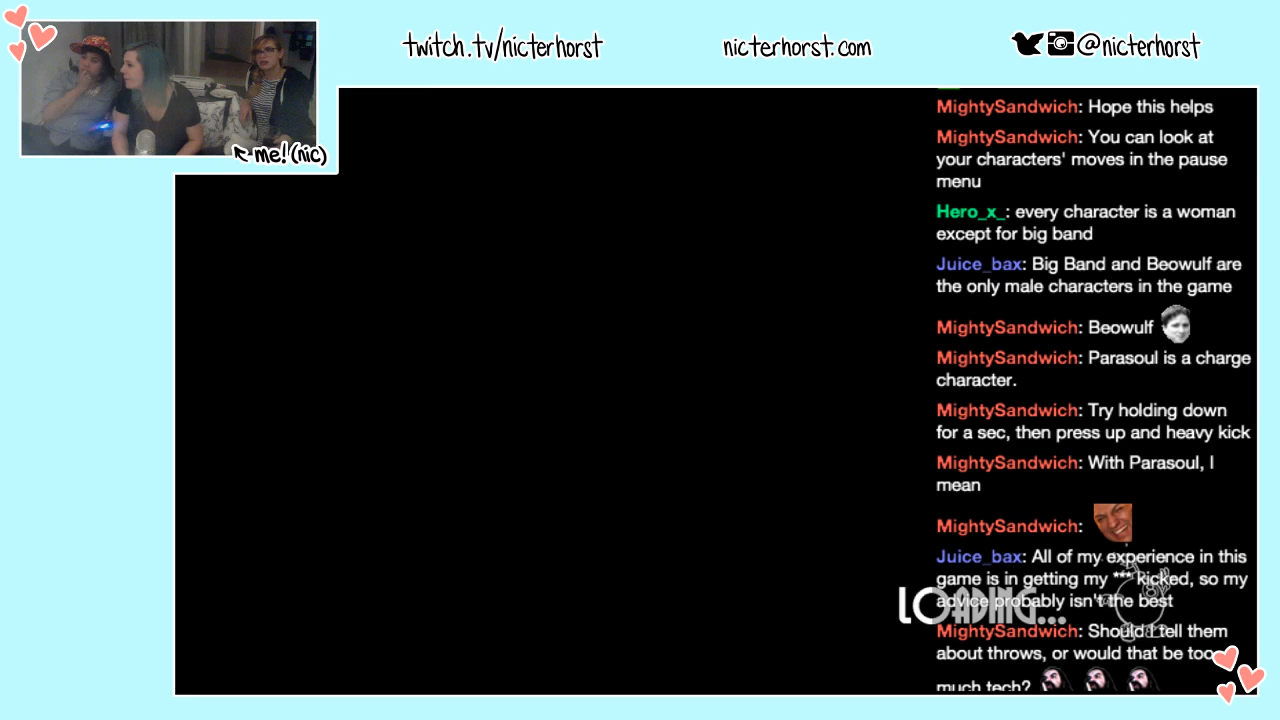 twitch.tv/nicterhorst
nicterhorst.com
@nicterhorst
me! (nic)
MightySandwich: Hope this helps
MightySandwich: You can look at
your characters' moves in the pause
menu
Hero_x_: every character is a woman
except for big band
Juice_bax: Big Band and Beowulf are
the only male characters in the game
MightySandwich: Beowulf
MightySandwich: Parasoul is a charge
character.
MightySandwich: Try holding down
for a sec, then press up and heavy kick
MightySandwich: With Parasoul, I
mean
MightySandwich:
Juice_bax: All of my experience in this
game is in getting my *** kicked, so my
advice probably isn't the best
LOADING...
MightySandwich: Should I tell them
about throws, or would that be too
much tech?